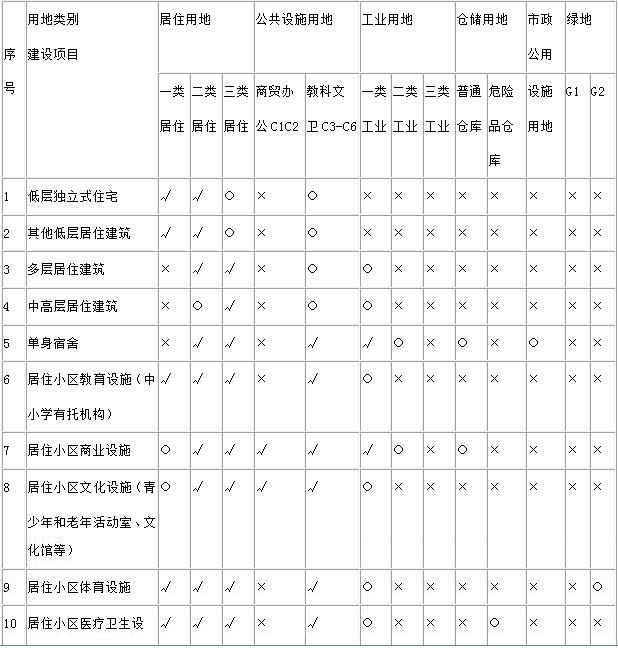 序号 用地类别 建设项目 居住用地 公共设施用地 工业用地 仓储用地 市政公用设施用地 绿地
一类居住 二类居住 三类居住 商贸办公C1C2 教科文卫C3-C6 一类工业 二类工业 三类工业 普通仓库 危险品仓库 G1 G2
1 低层独立式住宅 √ √ ○ × ○ × × × × × × × ×
2 其他低层居住建筑 √ √ ○ × ○ × × × × × × × ×
3 多层居住建筑 × √ √ × ○ ○ × × × × × × ×
4 中高层居住建筑 × ○ √ × ○ ○ × × × × × × ×
5 单身宿舍 × √ √ × √ √ ○ × ○ × ○ × ×
6 居住小区教育设施(中小学有托机构) √ √ √ × √ ○ × × × × × × ×
7 居住小区商业设施 ○ √ √ √ √ √ ○ × ○ × × × ×
8 居住小区文化设施(青少年和老年活动室、文化馆等) ○ √ √ √ √ ○ × × × × × × ×
9 居住小区体育设施 √ √ √ × √ ○ × × × × × × ○
10 居住小区医疗卫生设 √ √ √ × √ ○ × × × ○ × × ×